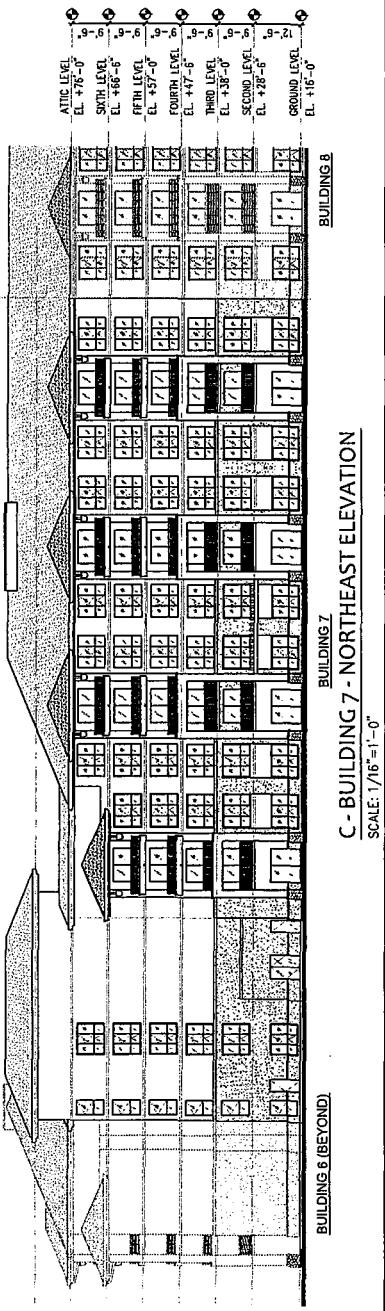 ATTIC LEVEL
EL. +76'-0"
9'-6"
SIXTH LEVEL
EL. +66'-6"
9'-6"
FIFTH LEVEL
EL. +57'-0"
9'-6"
FOURTH LEVEL
EL. +47'-6"
9'-6"
THIRD LEVEL
EL. +38'-0"
9'-6"
SECOND LEVEL
EL. +28'-6"
12'-6"
GROUND LEVEL
EL. +16'-0"
BUILDING 6 (BEYOND)
BUILDING 7
BUILDING 8
C - BUILDING 7 - NORTHEAST ELEVATION
SCALE: 1/16"=1'-0"